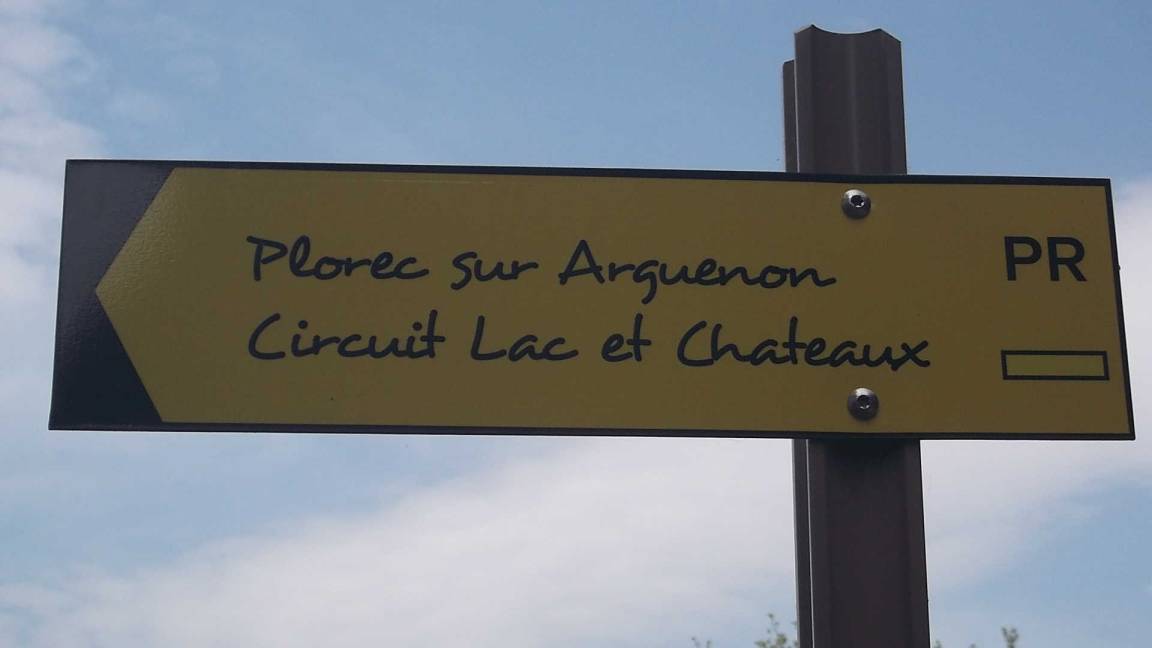 Plorec sur Arguenon
Circuit Lac et Chateaux
PR